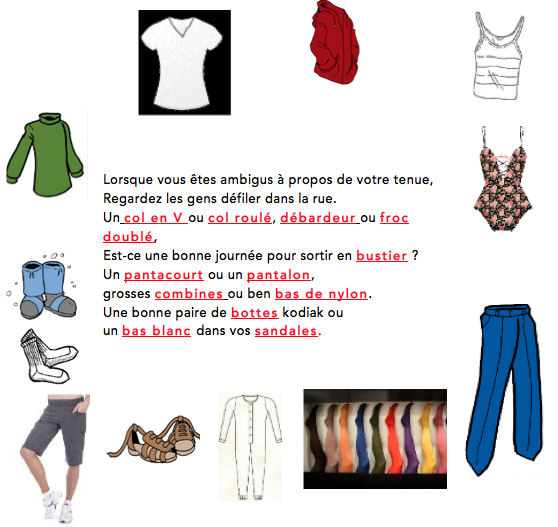 Lorsque vous êtes ambigus à propos de votre tenue,
Regardez les gens défiler dans la rue.
Un col en V ou col roulé, débardeur ou froc
doublé,
Est-ce une bonne journée pour sortir en bustier ?
Un pantacourt ou un pantalon,
grosses combines ou ben bas de nylon.
Une bonne paire de bottes kodiak ou
un bas blanc dans vos sandales.